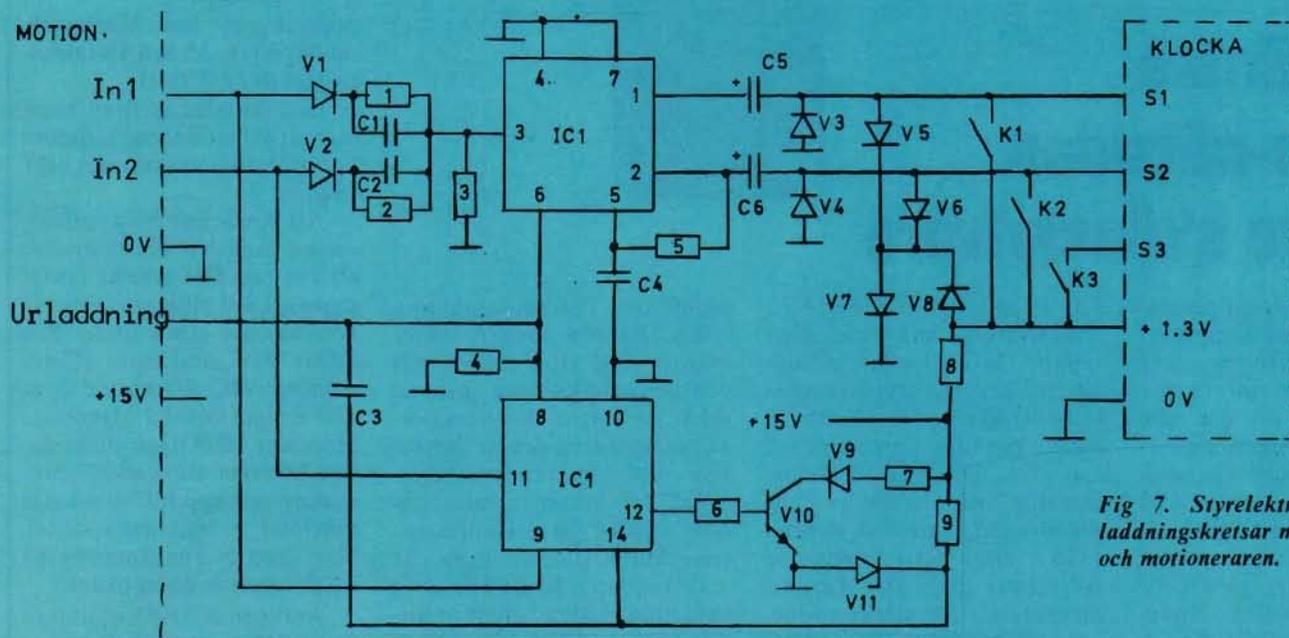 MOTION.
KLOCKA
In1
V1
1
C1
4..
7
3
IC1
1
2
6
5
C5
+
V3
V5
K1
S1
In2
V2
C2
2
3
+
C6
V4
V6
K2
S2
0V
5
C4
V7
V8
K3
S3
Urladdning
+ 1.3V
4
8
+15V
C3
8
10
0V
+15V
V9
7
11
IC1
12
6
V10
9
9
14
V11
Fig 7. Styrelektr
laddningskretsar m
och motioneraren.